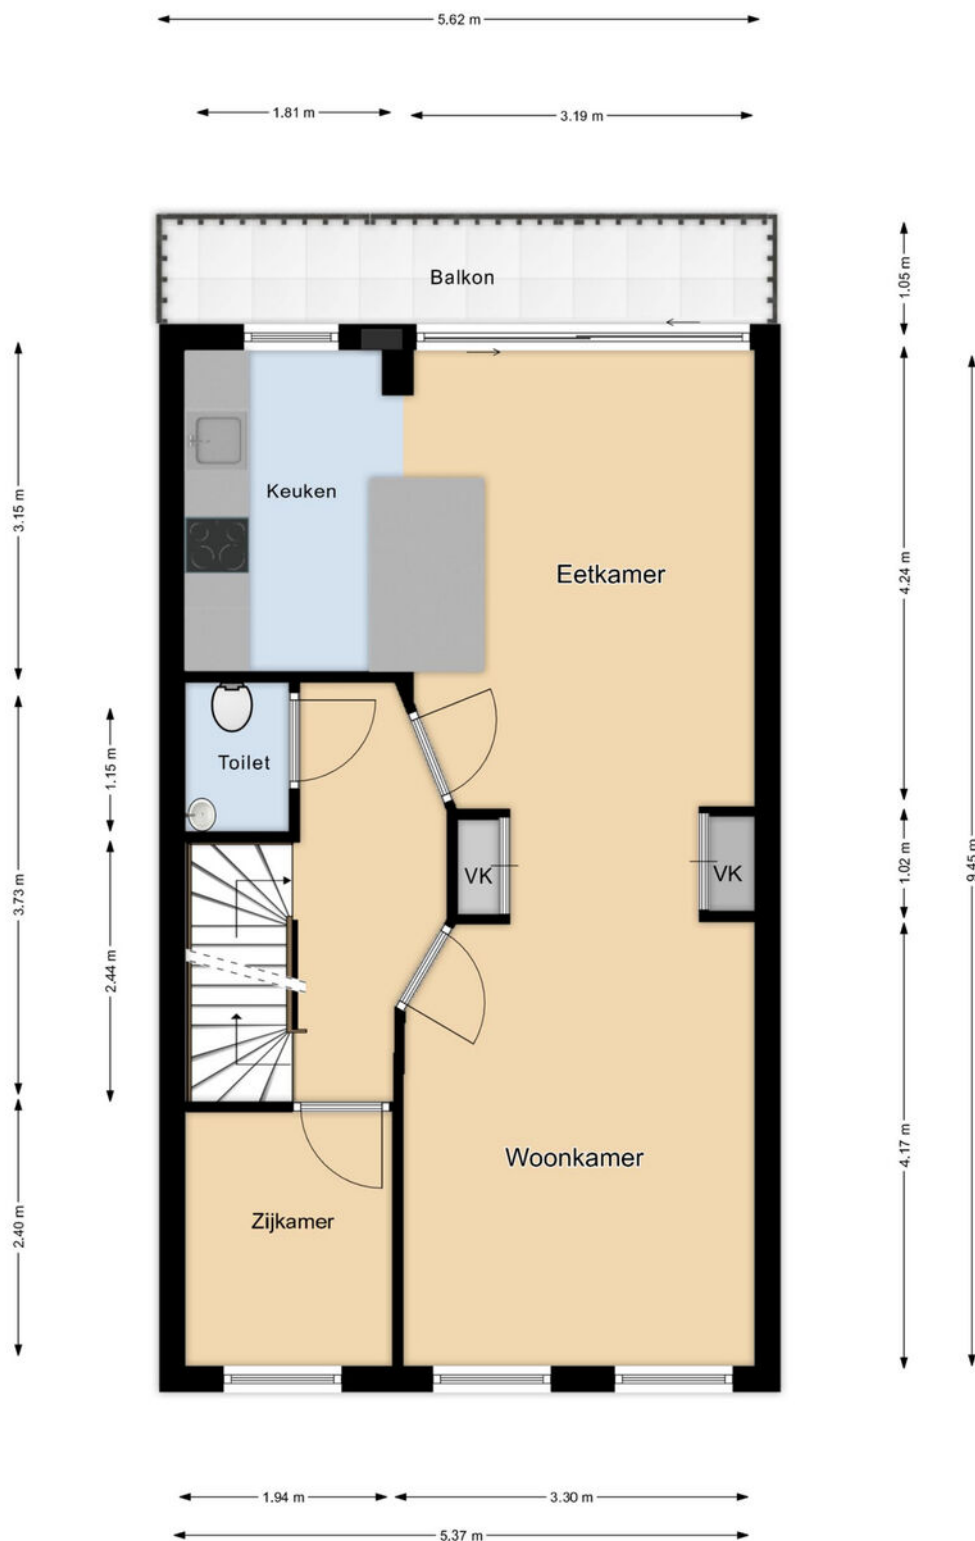 5.62 m
1.81 m
3.19 m
Balkon
1.05 m
3.15 m
Keuken
Eetkamer
4.24 m
Toilet
1.15 m
VK
VK
1.02 m
9.45 m
3.73 m
2.44 m
Woonkamer
4.17 m
Zijkamer
2.40 m
1.94 m
3.30 m
5.37 m